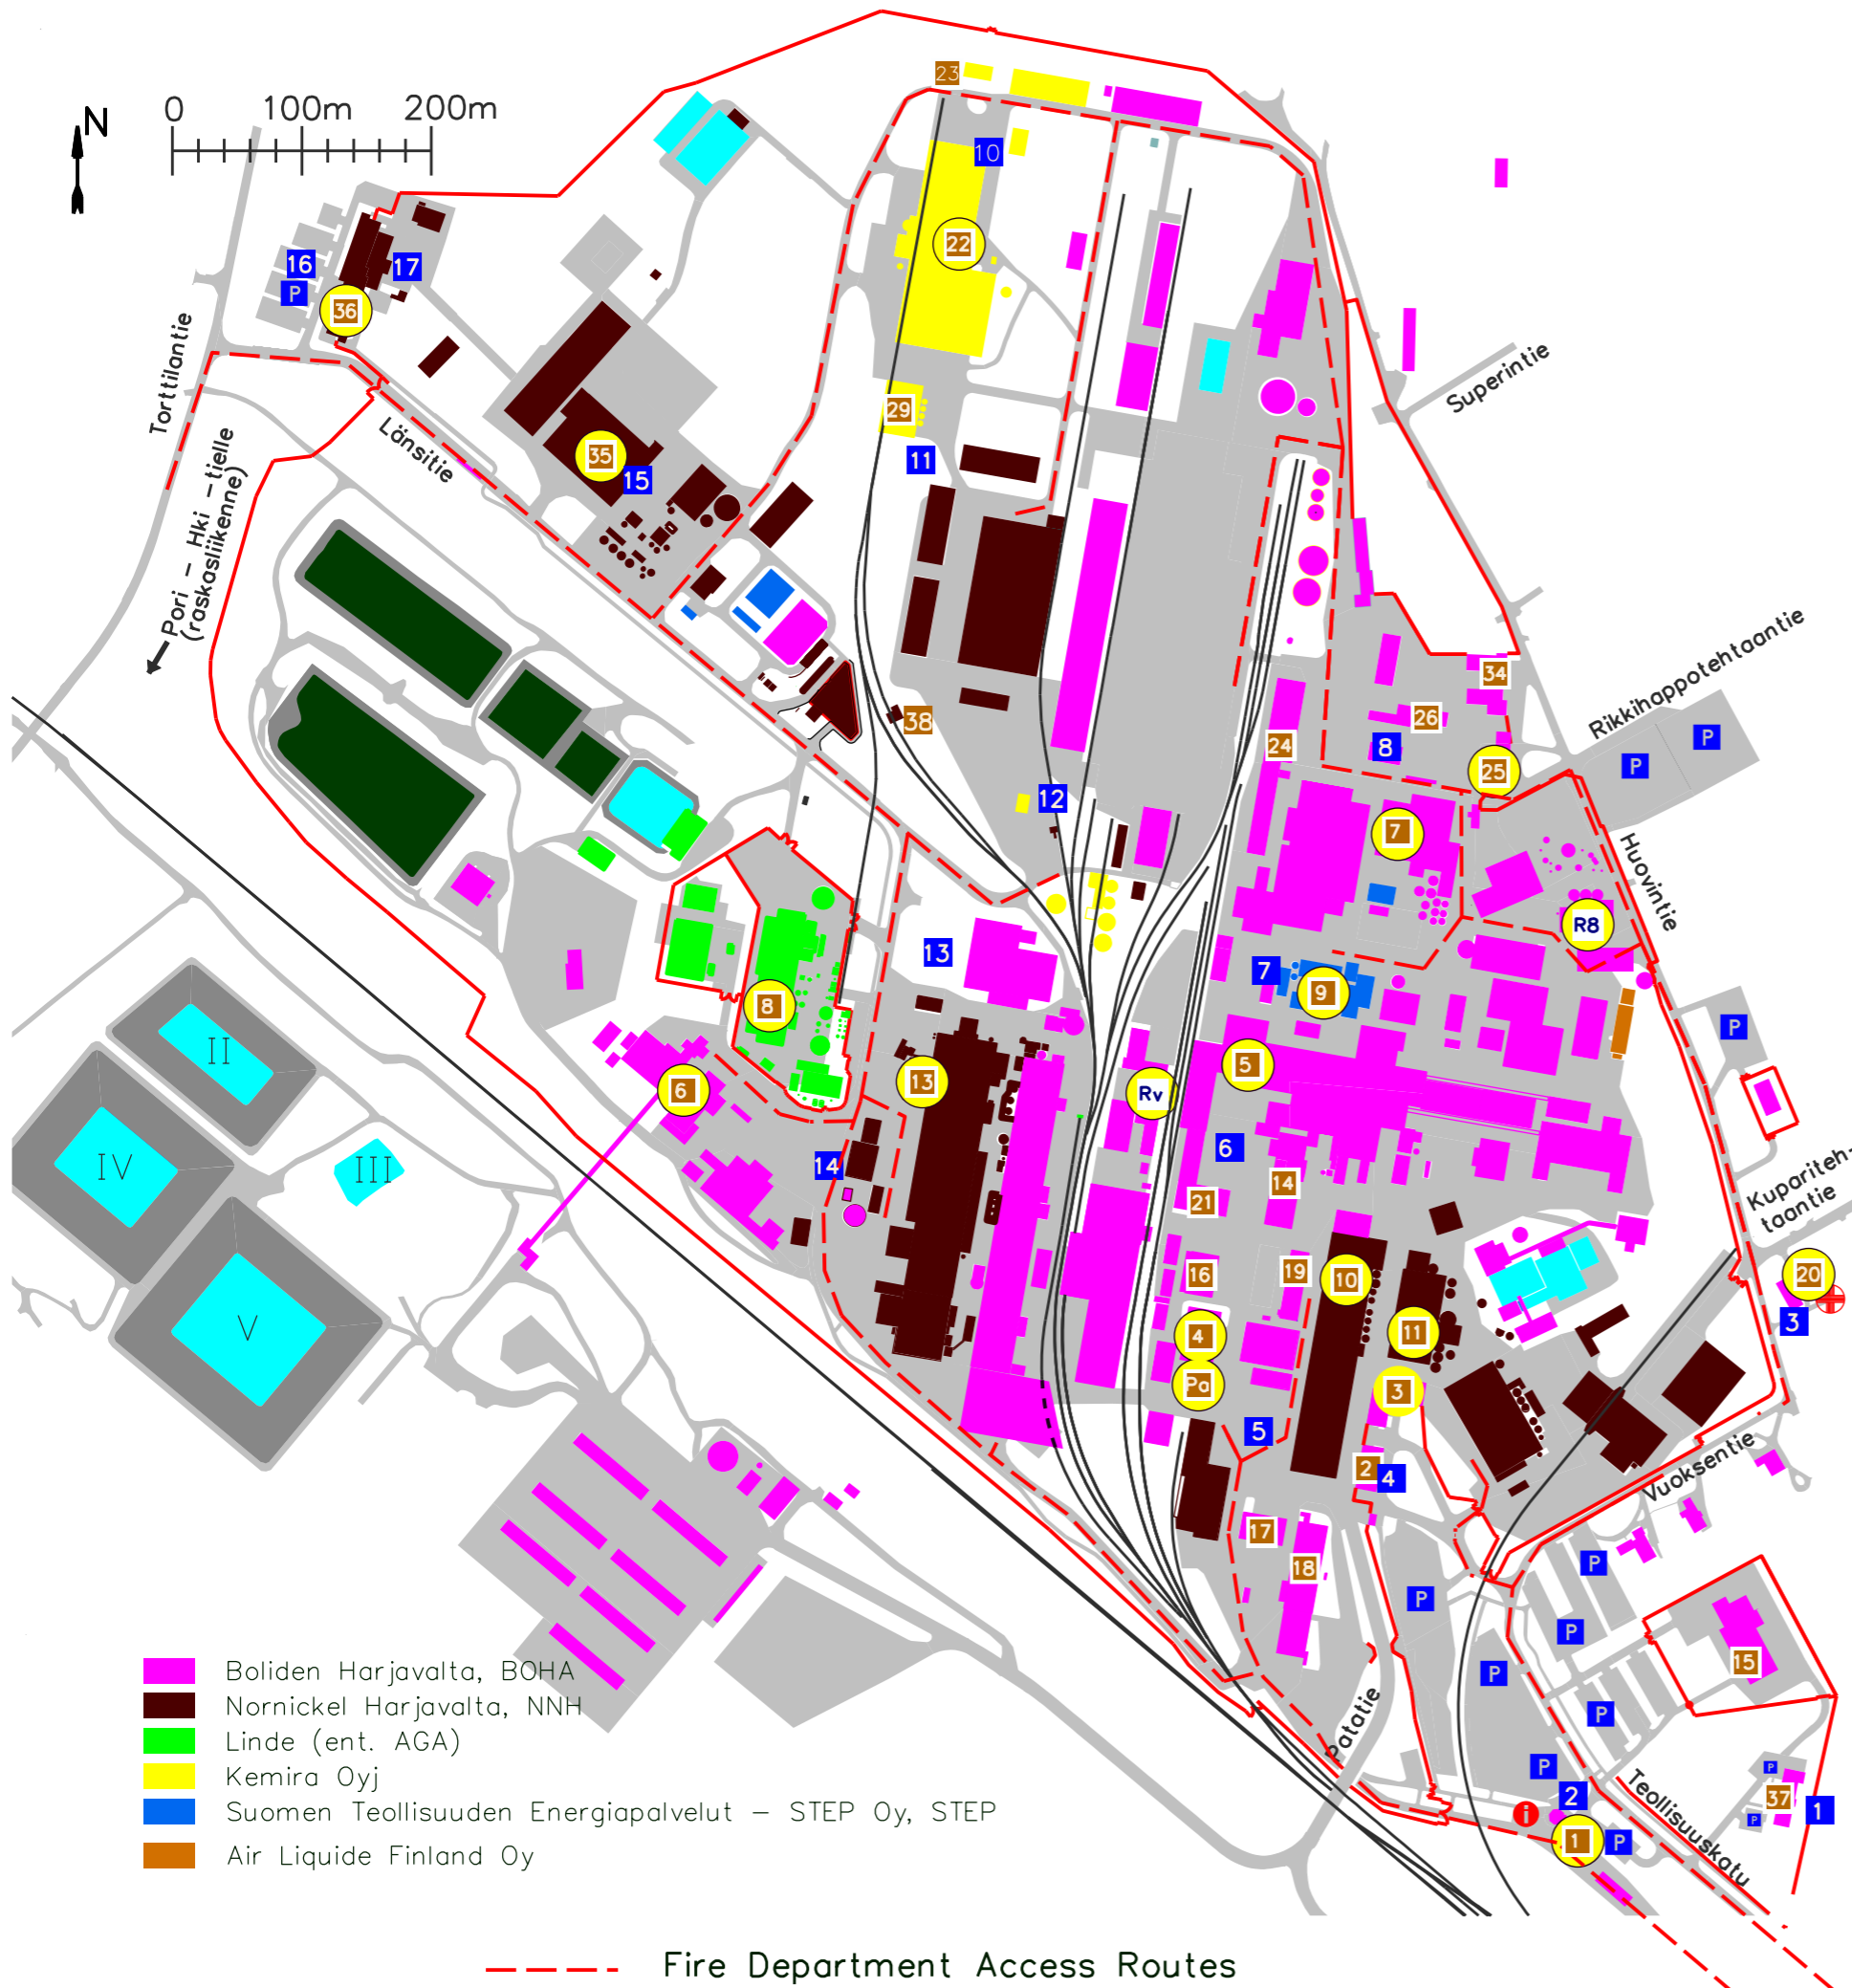 23
10
0 100m 200m
N
22
16
17
P
36
Torttilantie
Superintie
29
11
Länsitie
35
15
Pori - Hki -tielle
(raskasliikenne)
Rikkihappotehtaantie
34
26
38
24
8
P
P
25
12
7
Huovintie
R8
13
7
9
8
II
P
5
6
13
Rv
6
IV
III
14
14
21
Kupariteh-
taantie
16
19
10
20
V
4
11
3
Pa
3
5
2
4
Vuoksentie
17
18
P
P
P
15
P
P
Patatie
P
P
2
37
1
P
Teollisuuskatu
i
1
P
Boliden Harjavalta, BOHA
Nornickel Harjavalta, NNH
Linde (ent. AGA)
Kemira Oyj
Suomen Teollisuuden Energiapalvelut – STEP Oy, STEP
Air Liquide Finland Oy
Fire Department Access Routes